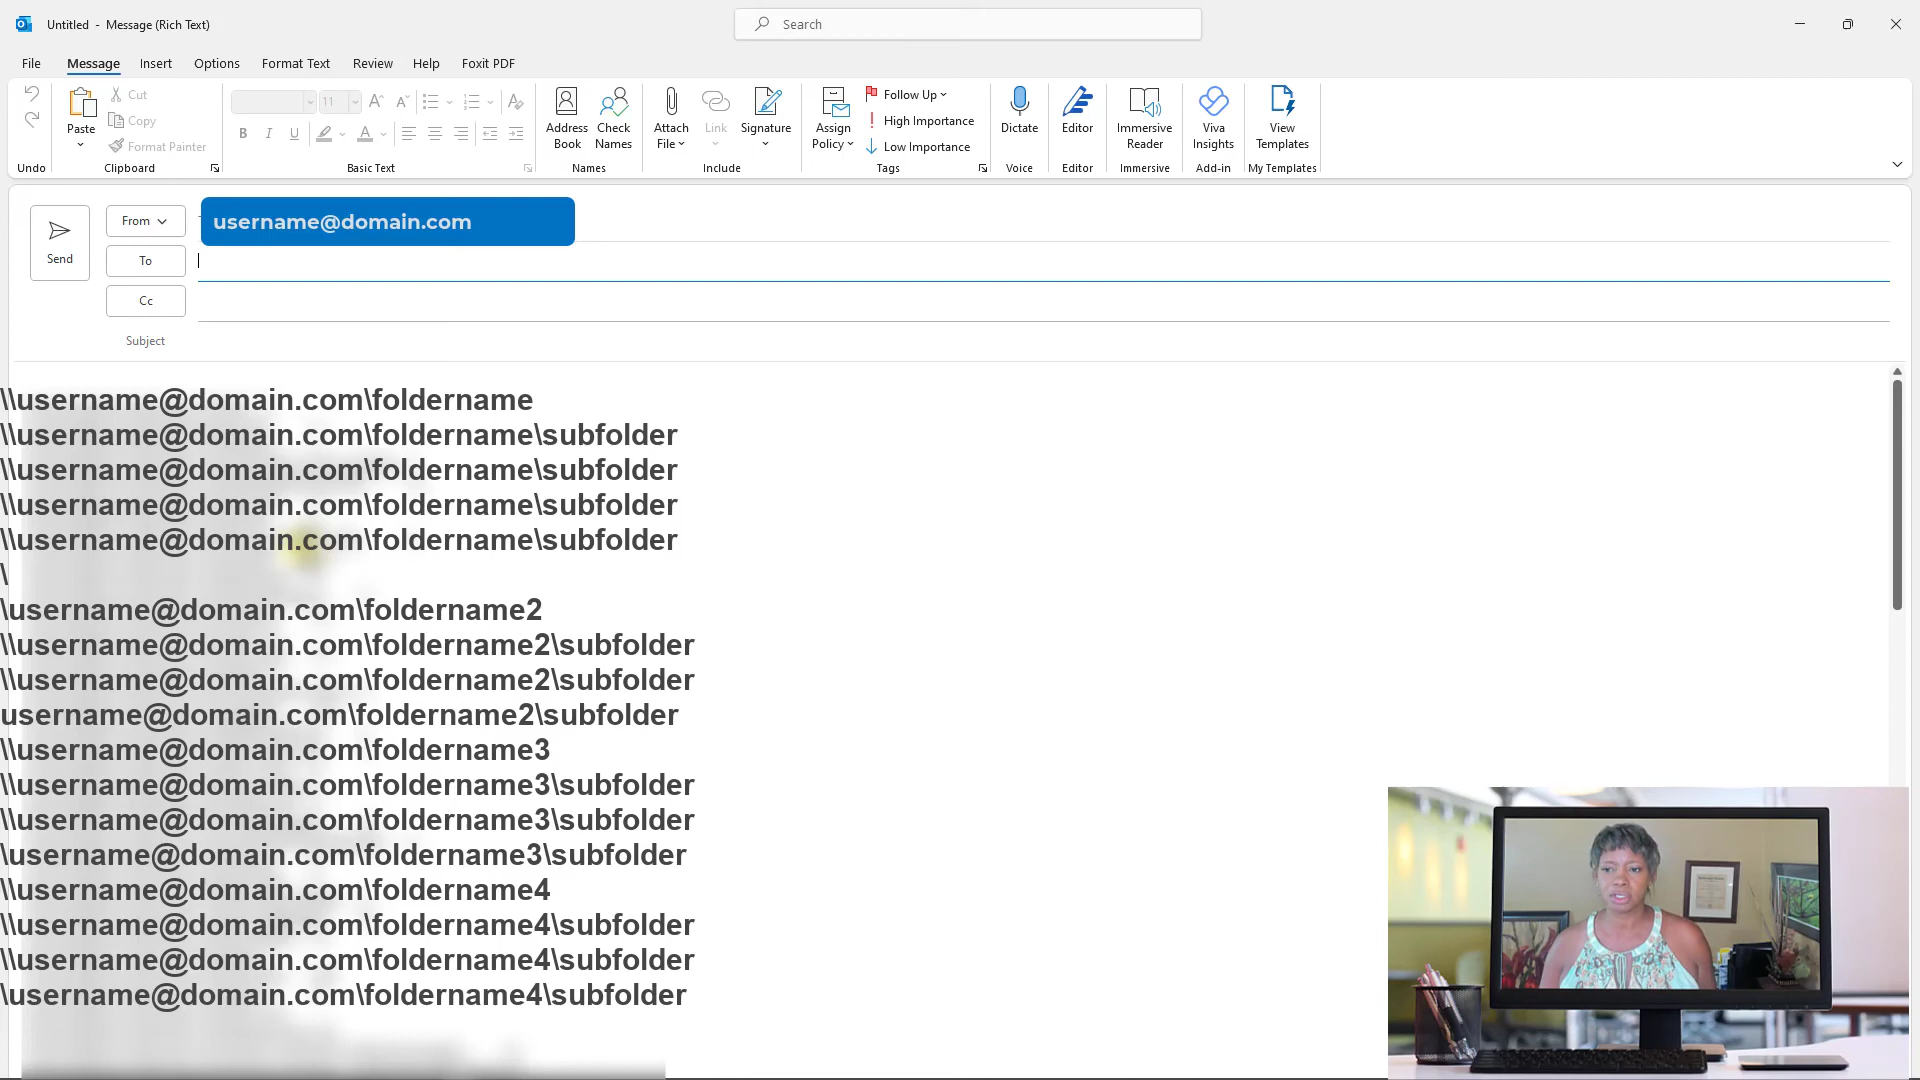 Untitled - Message (Rich Text)
Search
File Message Insert Options Format Text Review Help Foxit PDF
Cut
Copy
Format Painter
Paste
11
B I U
Address Book
Check Names
Attach File
Link
Signature
Assign Policy
Follow Up
High Importance
Low Importance
Dictate
Editor
Immersive Reader
Viva Insights
View Templates
Undo Clipboard Basic Text Names Include Tags Voice Editor Immersive Add-in My Templates
Send
From username@domain.com
To
Cc
Subject
\\username@domain.com\foldername
\\username@domain.com\foldername\subfolder
\\username@domain.com\foldername\subfolder
\\username@domain.com\foldername\subfolder
\\username@domain.com\foldername\subfolder
\
\username@domain.com\foldername2
\\username@domain.com\foldername2\subfolder
\\username@domain.com\foldername2\subfolder
username@domain.com\foldername2\subfolder
\\username@domain.com\foldername3
\\username@domain.com\foldername3\subfolder
\\username@domain.com\foldername3\subfolder
\username@domain.com\foldername3\subfolder
\\username@domain.com\foldername4
\\username@domain.com\foldername4\subfolder
\\username@domain.com\foldername4\subfolder
\username@domain.com\foldername4\subfolder